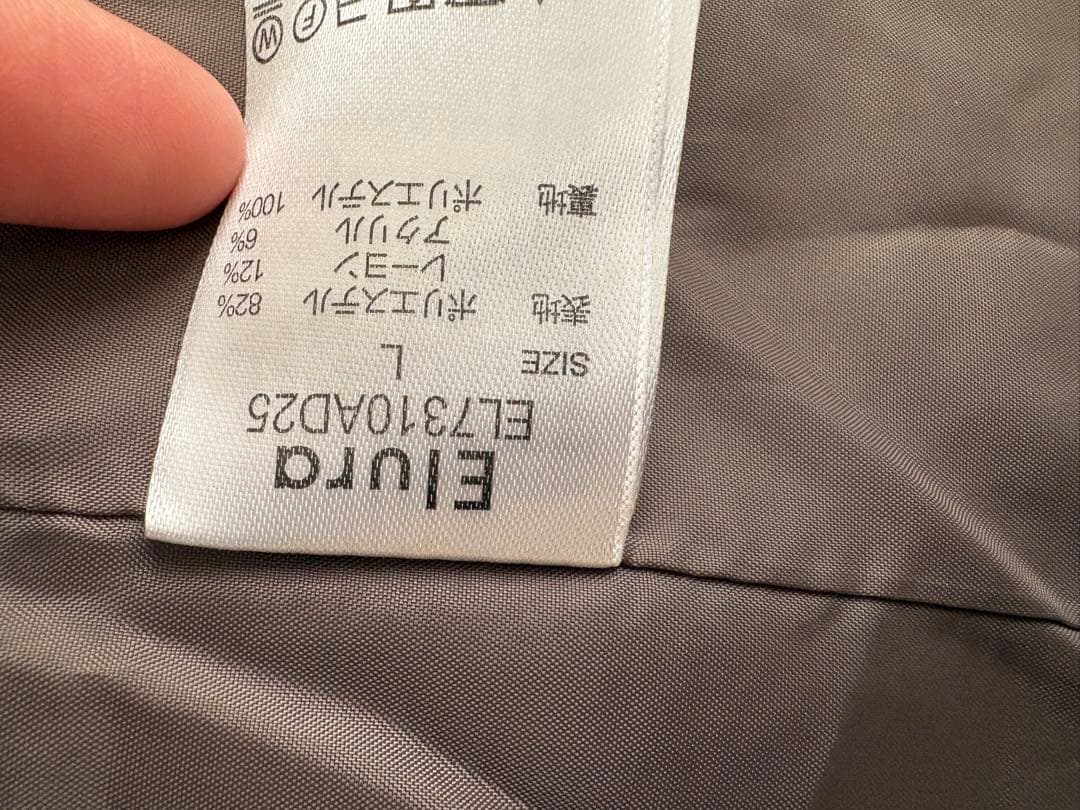 Elura
EL7310AD25
SIZE L
表地 ポリエステル 82%
レーヨン 12%
アクリル 6%
裏地 ポリエステル 100%
W F